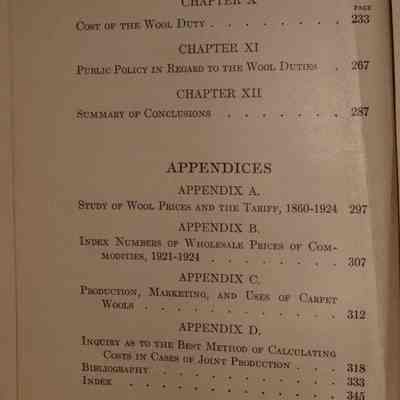 CHAPTER X
PAGE
COST OF THE WOOL DUTY . . . . . . . . 233
CHAPTER XI
PUBLIC POLICY IN REGARD TO THE WOOL DUTIES . 267
CHAPTER XII
SUMMARY OF CONCLUSIONS . . . . . . . 287
APPENDICES
APPENDIX A.
STUDY OF WOOL PRICES AND THE TARIFF, 1860-1924 297
APPENDIX B.
INDEX NUMBERS OF WHOLESALE PRICES OF COM-
MODITIES, 1921-1924 . . . . . . . . 307
APPENDIX C.
PRODUCTION, MARKETING, AND USES OF CARPET
WOOLS . . . . . . . . . . . 312
APPENDIX D.
INQUIRY AS TO THE BEST METHOD OF CALCULATING
COSTS IN CASES OF JOINT PRODUCTION . . . 318
BIBLIOGRAPHY . . . . . . . . . . 333
INDEX . . . . . . . . . . . . 345